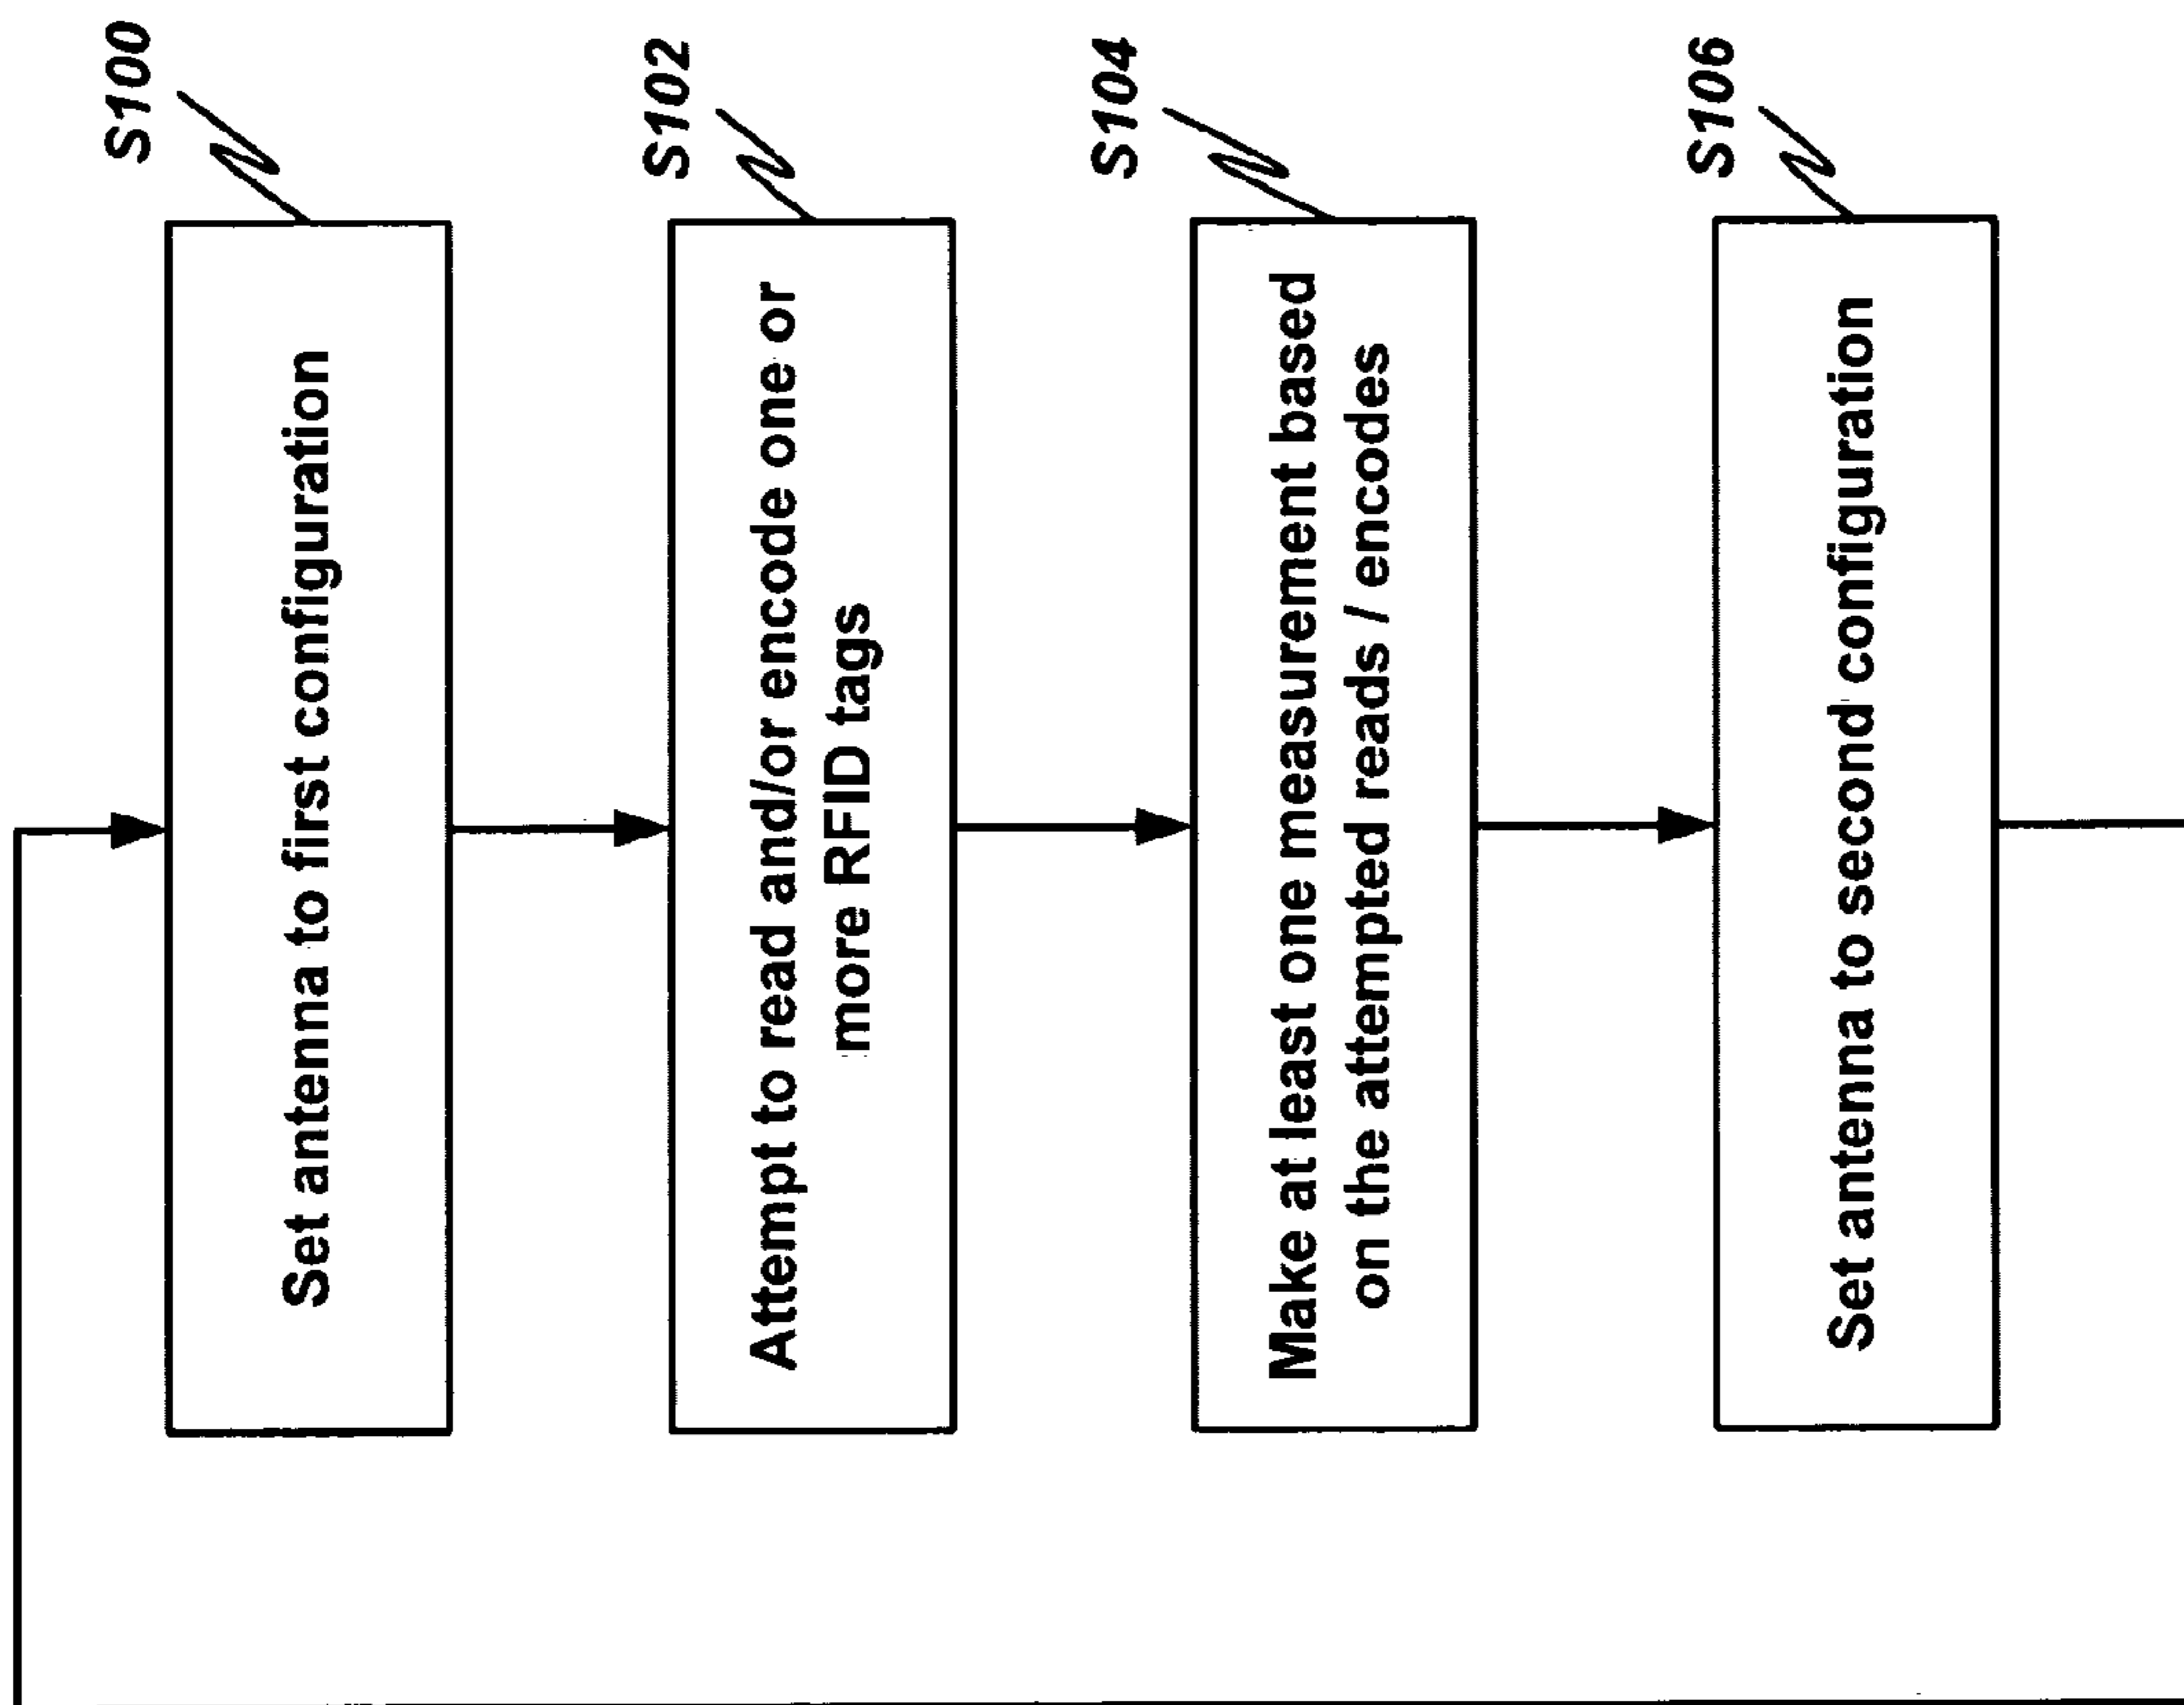 S100
Set antenna to first configuration
S102
Attempt to read and/or encode one or
more RFID tags
S104
Make at least one measurement based
on the attempted reads / encodes
S106
Set antenna to second configuration